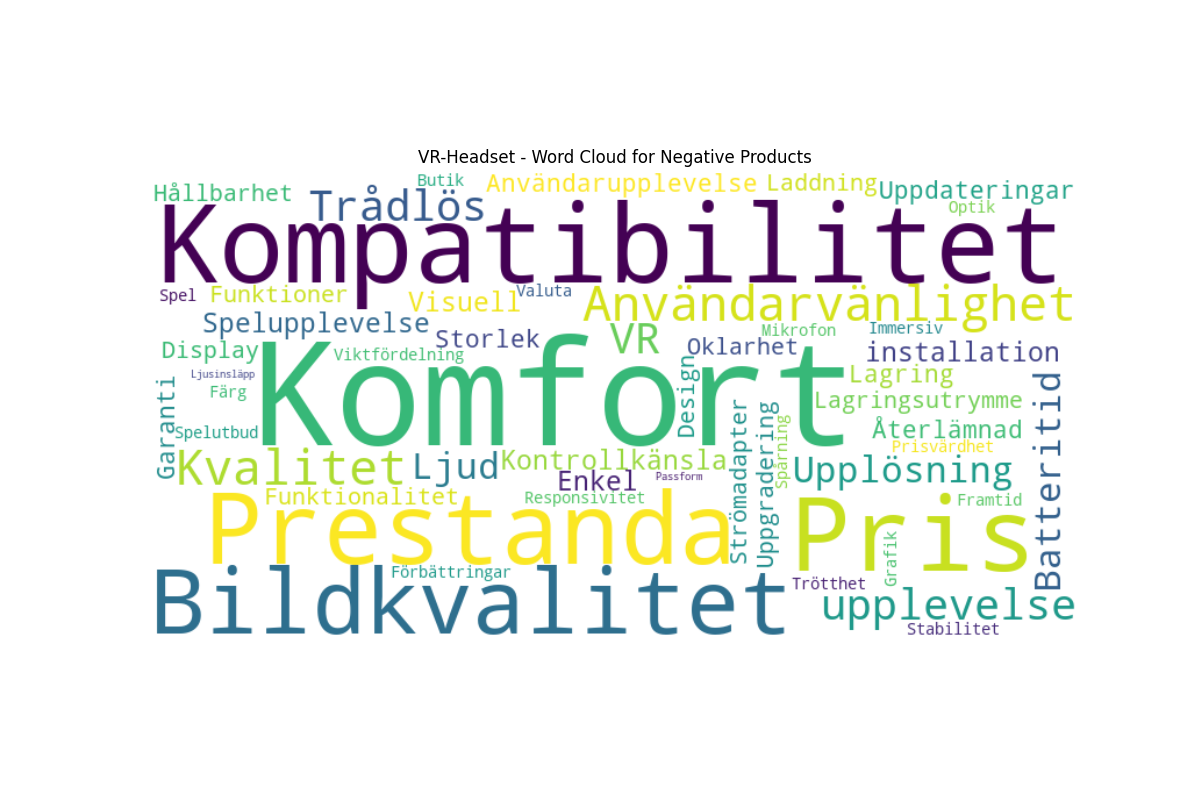 VR-Headset - Word Cloud for Negative Products
Butik
Hållbarhet
Trådlös
Användarupplevelse
Laddning
Uppdateringar
Optik
Kompatibilitet
Spel
Funktioner
Visuell
Valuta
Användarvänlighet
Spelupplevelse
Storlek
VR
Mikrofon
Immersiv
Display
Viktfördelning
Oklarhet
installation
Ljusinsläpp
Färg
Komfort
Design
Lagring
Lagringsutrymme
Garanti
Spelutbud
Återlämnad
Prisvärdhet
Batteritid
Kvalitet
Ljud
Kontrollkänsla
Enkel
Passform
Strömadapter
Uppgradering
Spårning
Upplösning
Funktionalitet
Responsivitet
Framtid
Prestanda
Pris
Grafik
Förbättringar
Trötthet
Bildkvalitet
upplevelse
Stabilitet